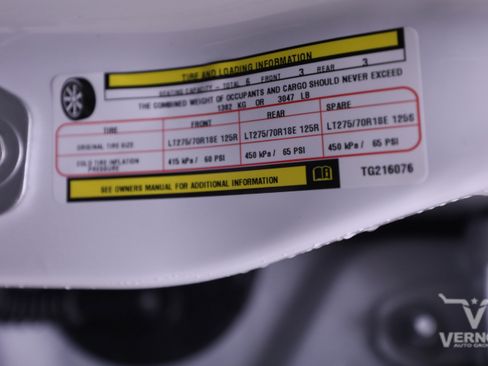 TIRE AND LOADING INFORMATION
SEATING CAPACITY - TOTAL 6 FRONT 3 REAR 3
THE COMBINED WEIGHT OF OCCUPANTS AND CARGO SHOULD NEVER EXCEED
1382 KG OR 3047 LB
TIRE FRONT REAR SPARE
ORIGINAL TIRE SIZE LT275/70R18E 125R LT275/70R18E 125R LT275/70R18E 125S
COLD TIRE INFLATION PRESSURE 415 kPa / 60 PSI 450 kPa / 65 PSI 450 kPa / 65 PSI
SEE OWNERS MANUAL FOR ADDITIONAL INFORMATION
TG216076
VERNO
AUTO GRO